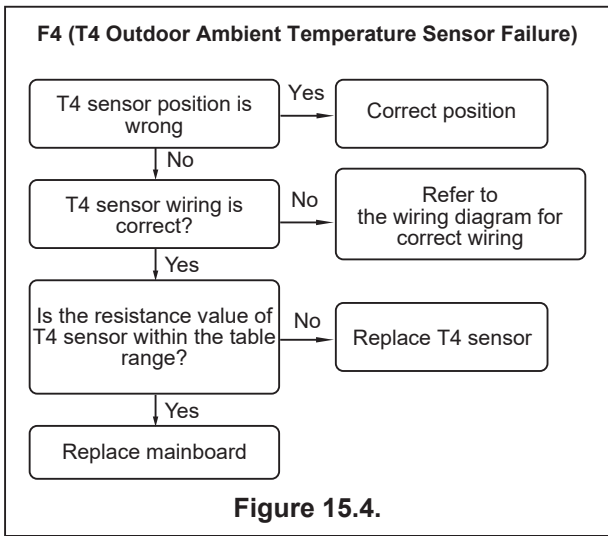 F4 (T4 Outdoor Ambient Temperature Sensor Failure)
T4 sensor position is
wrong
Yes
Correct position
No
T4 sensor wiring is
correct?
No
Refer to
the wiring diagram for
correct wiring
Yes
Is the resistance value of
T4 sensor within the table
range?
No
Replace T4 sensor
Yes
Replace mainboard
Figure 15.4.